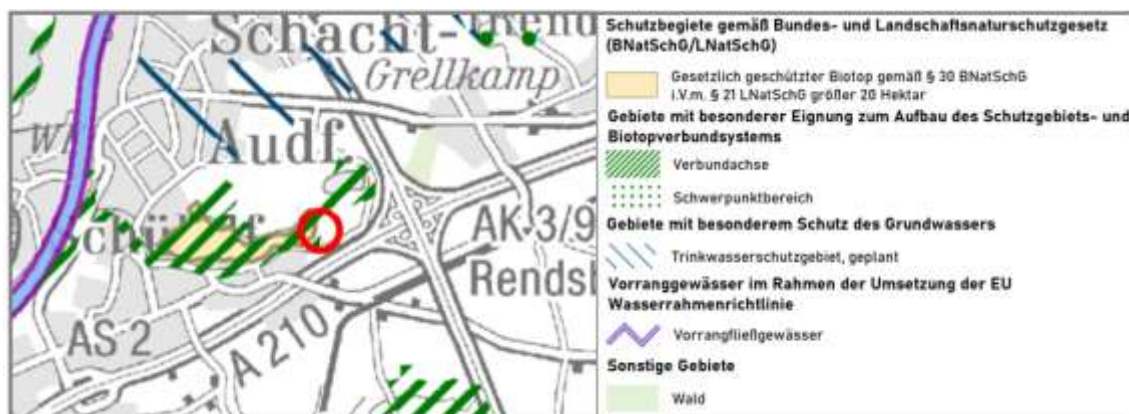 Schacht-
Grellkamp
Audf
AK 3/9
Rends
AS 2
A 210
Schutzbegiete gemäß Bundes- und Landschaftsnaturschutzgesetz
(BNatSchG/LNatSchG)
Gesetzlich geschützter Biotop gemäß § 30 BNatSchG
i.V.m. § 21 LNatSchG größer 20 Hektar
Gebiete mit besonderer Eignung zum Aufbau des Schutzgebiets- und
Biotopverbundsystems
Verbundachse
Schwerpunktbereich
Gebiete mit besonderem Schutz des Grundwassers
Trinkwasserschutzgebiet, geplant
Vorranggewässer im Rahmen der Umsetzung der EU
Wasserrahmenrichtlinie
Vorrangfließgewässer
Sonstige Gebiete
Wald